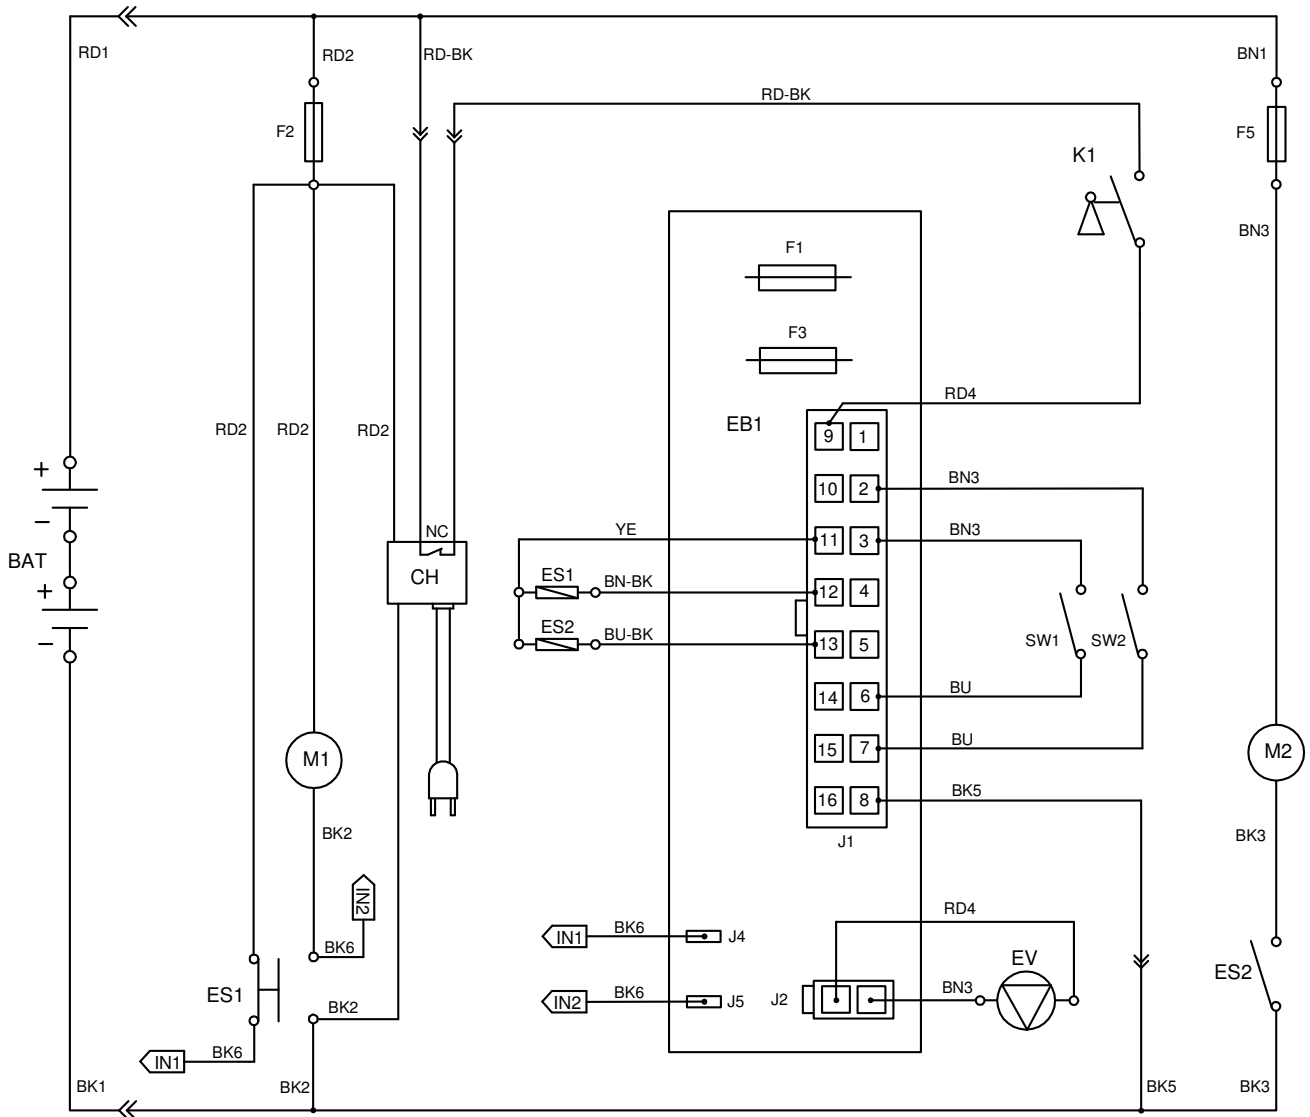 RD1
RD2
RD-BK
BN1
RD-BK
F2
F5
K1
BN3
F1
F3
RD4
EB1
9 1
RD2 RD2 RD2
+
BN3
10 2
−
YE
NC
BN3
11 3
BAT
CH
ES1
BN-BK
12 4
+
ES2
BU-BK
13 5
SW1 SW2
−
BU
14 6
BU
15 7
M1
M2
BK5
16 8
J1
BK2
BK3
IN2
RD4
IN1
BK6
J4
BK6
EV
ES2
ES1
BN3
IN2
BK6
J5
J2
BK2
BK6
IN1
BK1
BK2
BK5
BK3